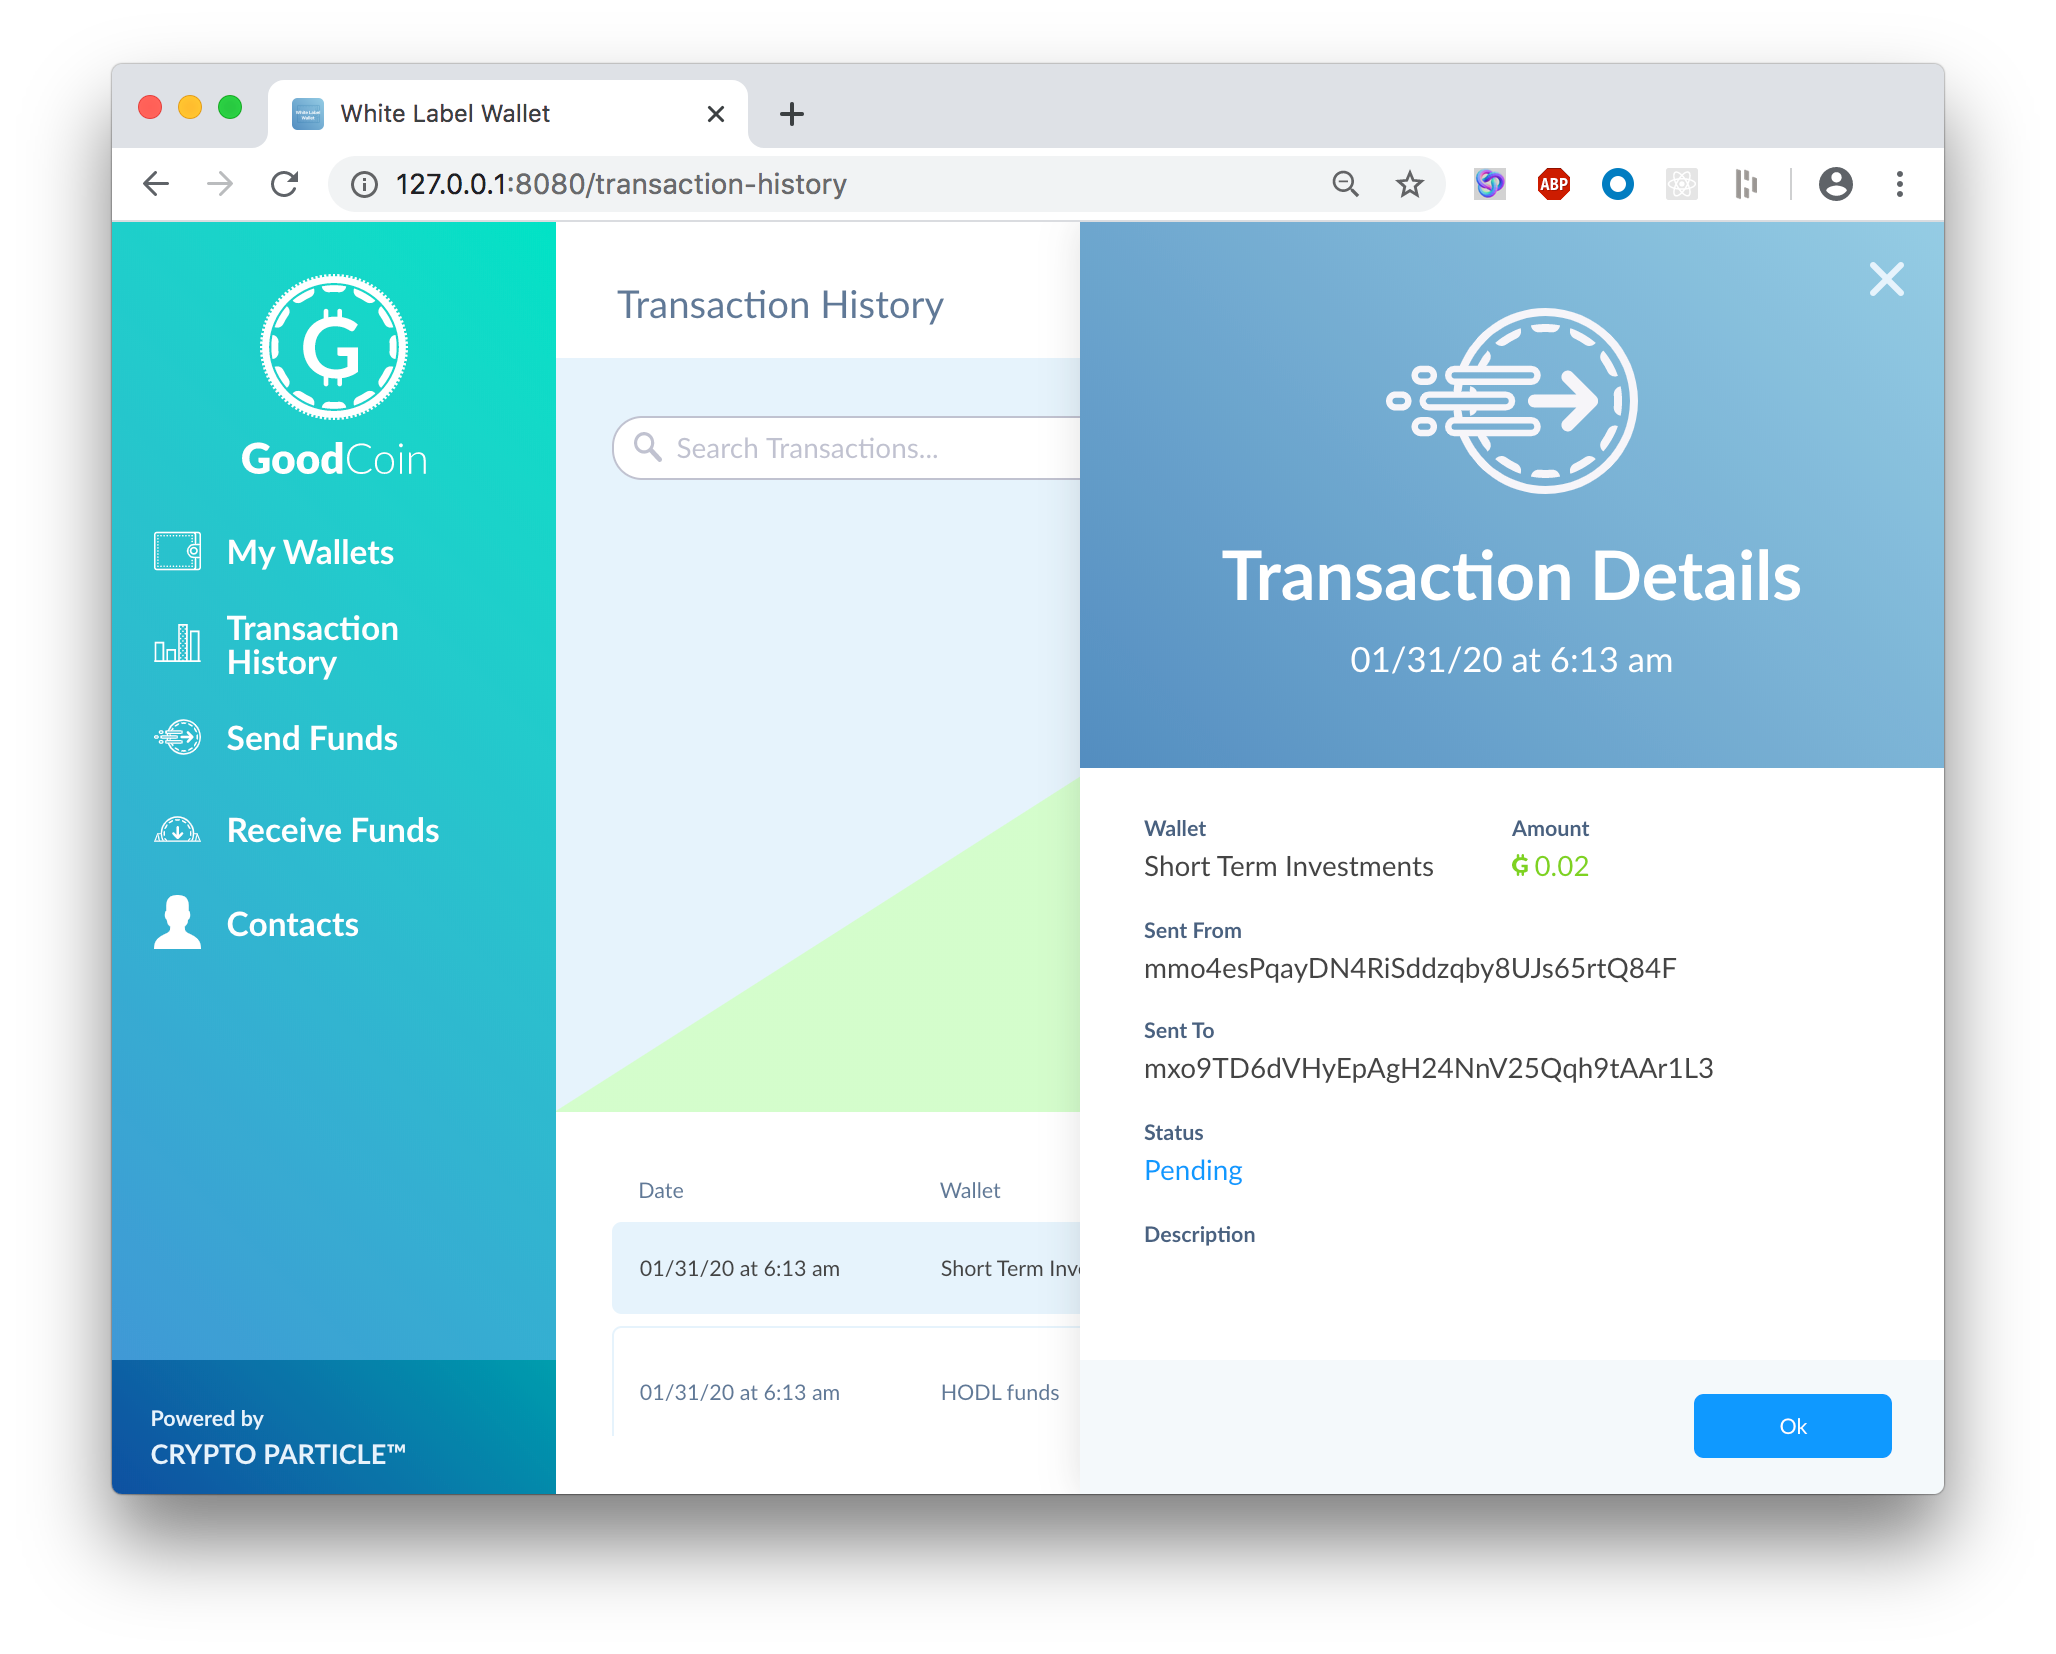 White Label Wallet
127.0.0.1:8080/transaction-history
ABP
G
GoodCoin
My Wallets
Transaction
History
Send Funds
Receive Funds
Contacts
Powered by
CRYPTO PARTICLE™
Transaction History
Search Transactions...
Date Wallet
01/31/20 at 6:13 am Short Term
01/31/20 at 6:13 am HODL funds
Transaction Details
01/31/20 at 6:13 am
Wallet Amount
Short Term Investments 0.02
Sent From
mmo4esPqayDN4RiSddzqby8UJs65rtQ84F
Sent To
mxo9TD6dVHyEpAgH24NnV25Qqh9tAAr1L3
Status
Pending
Description
Ok